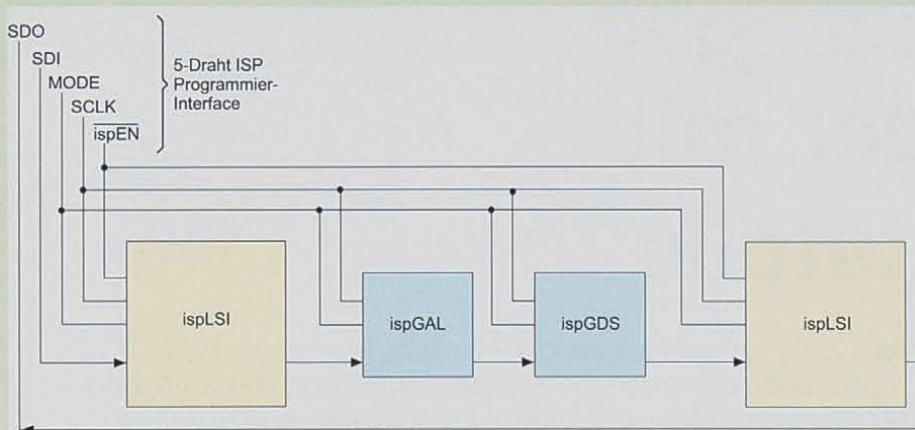 SDO
SDI
MODE
SCLK
ispEN
5-Draht ISP
Programmier-
Interface
ispLSI
ispGAL
ispGDS
ispLSI